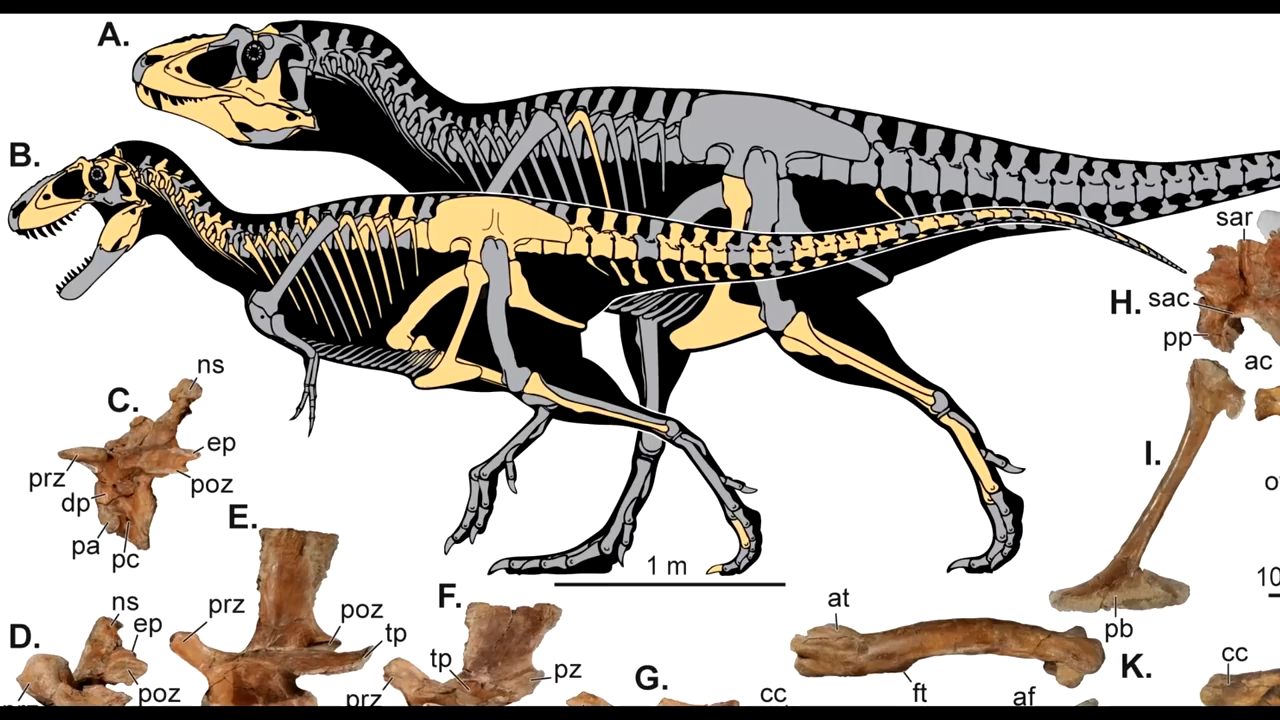 A.
B.
sar
H.
sac
pp
ac
C.
ns
ep
prz
dp
poz
pa
pc
I.
E.
1 m
10
F.
at
D.
ns
ep
poz
prz
poz
tp
tp
pz
prz
G.
cc
ft
af
pb
K.
cc